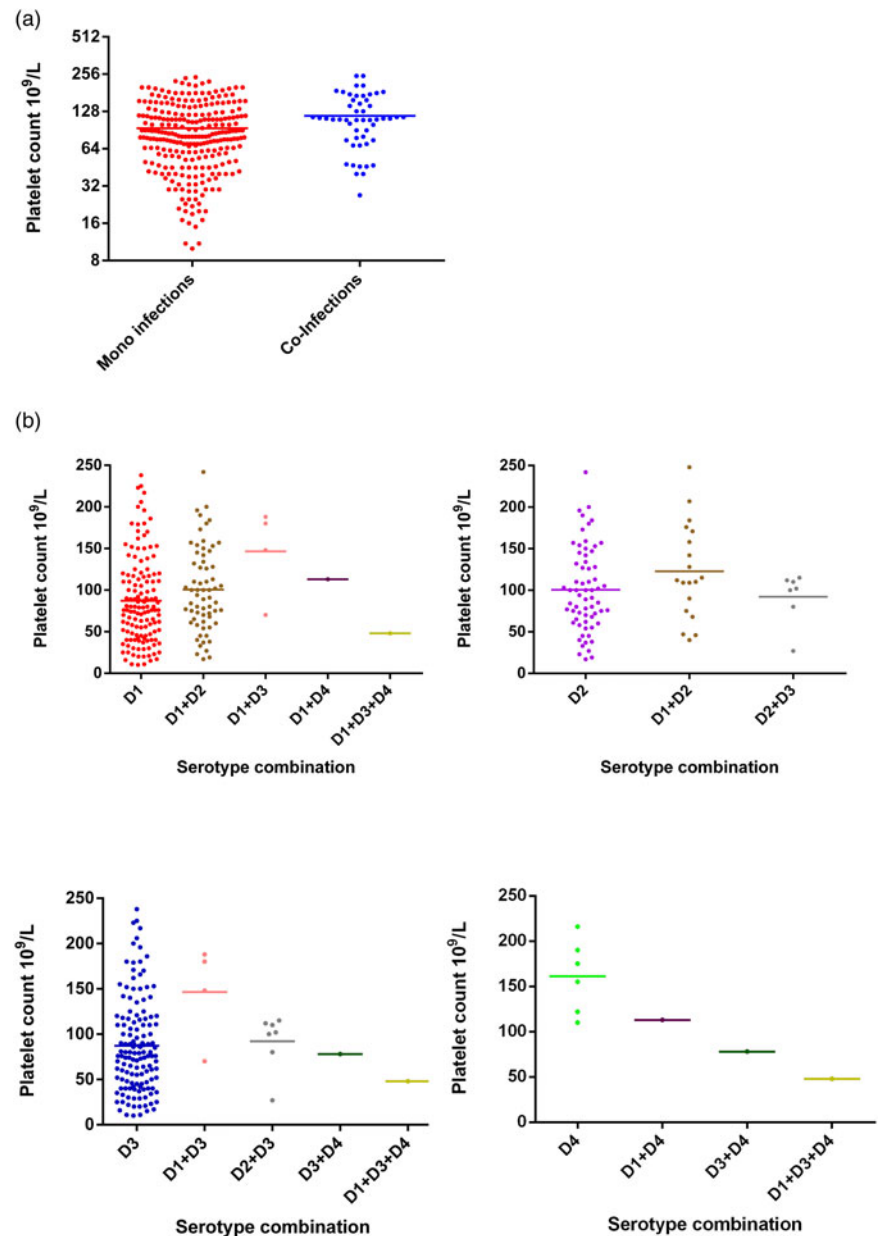 (a)
512
256
128
64
32
16
8
Platelet count 10⁹/L
Mono infections
Co-Infections
(b)
250
200
150
100
50
0
Platelet count 10⁹/L
D1
D1+D2
D1+D3
D1+D4
D1+D3+D4
Serotype combination
250
200
150
100
50
0
Platelet count 10⁹/L
D2
D1+D2
D2+D3
Serotype combination
250
200
150
100
50
0
Platelet count 10⁹/L
D3
D1+D3
D2+D3
D3+D4
D1+D3+D4
Serotype combination
250
200
150
100
50
0
Platelet count 10⁹/L
D4
D1+D4
D3+D4
D1+D3+D4
Serotype combination